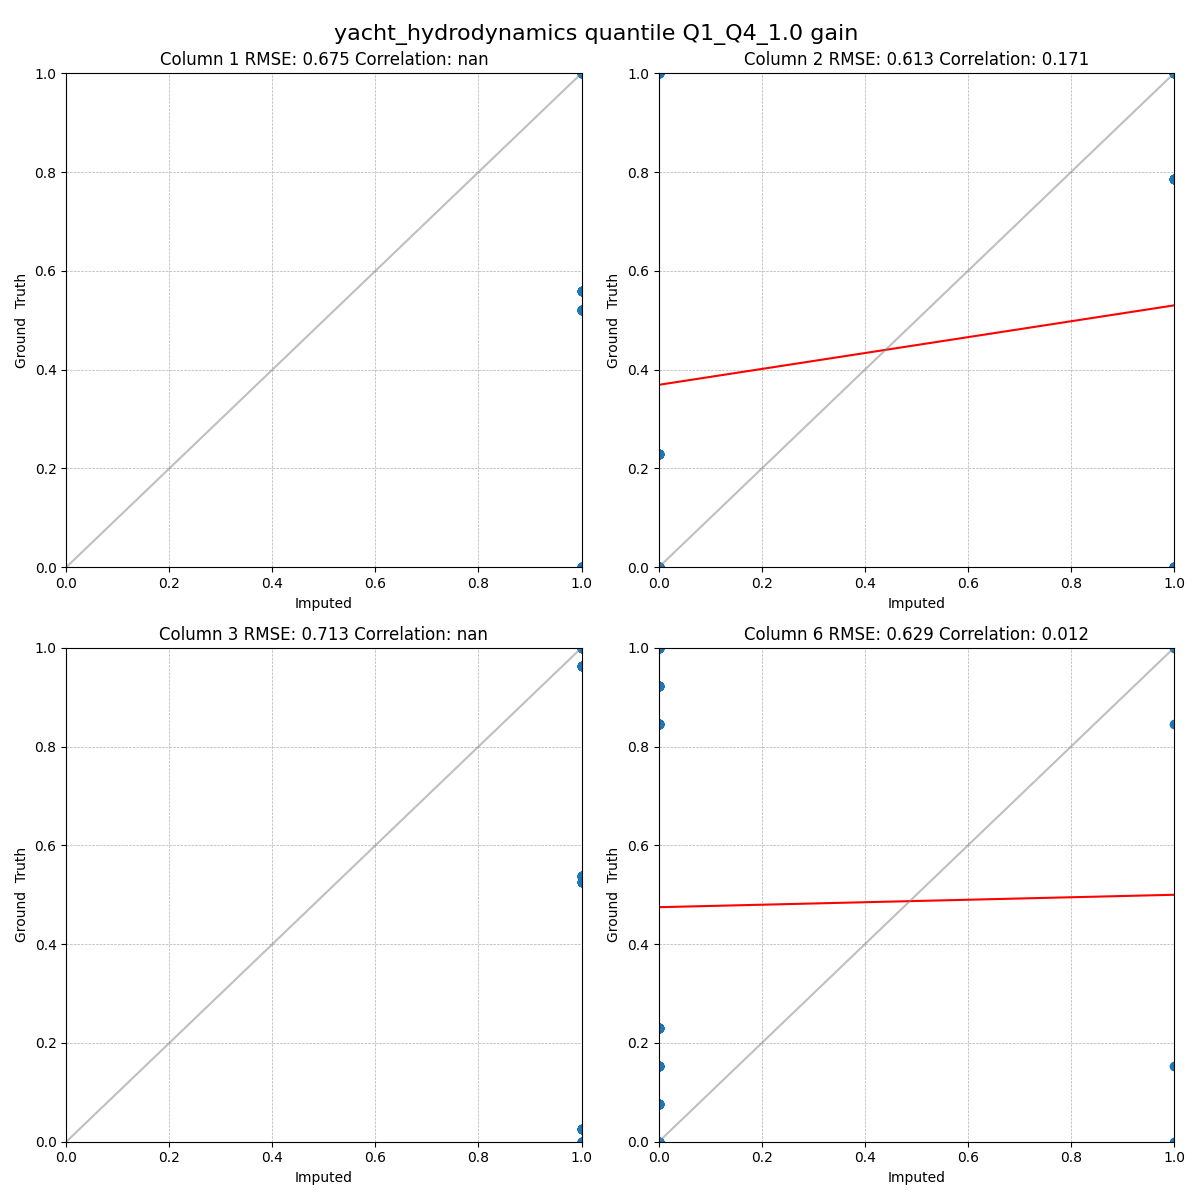 yacht_hydrodynamics quantile Q1_Q4_1.0 gain
Column 1 RMSE: 0.675 Correlation: nan
1.0
0.8
0.6
0.4
0.2
0.0
Ground Truth
0.0 0.2 0.4 0.6 0.8 1.0
Imputed
Column 2 RMSE: 0.613 Correlation: 0.171
1.0
0.8
0.6
0.4
0.2
0.0
Ground Truth
0.0 0.2 0.4 0.6 0.8 1.0
Imputed
Column 3 RMSE: 0.713 Correlation: nan
1.0
0.8
0.6
0.4
0.2
0.0
Ground Truth
0.0 0.2 0.4 0.6 0.8 1.0
Imputed
Column 6 RMSE: 0.629 Correlation: 0.012
1.0
0.8
0.6
0.4
0.2
0.0
Ground Truth
0.0 0.2 0.4 0.6 0.8 1.0
Imputed